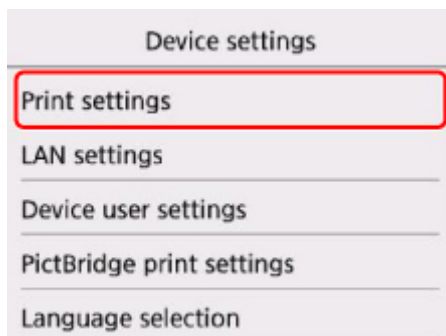 Device settings
Print settings
LAN settings
Device user settings
PictBridge print settings
Language selection